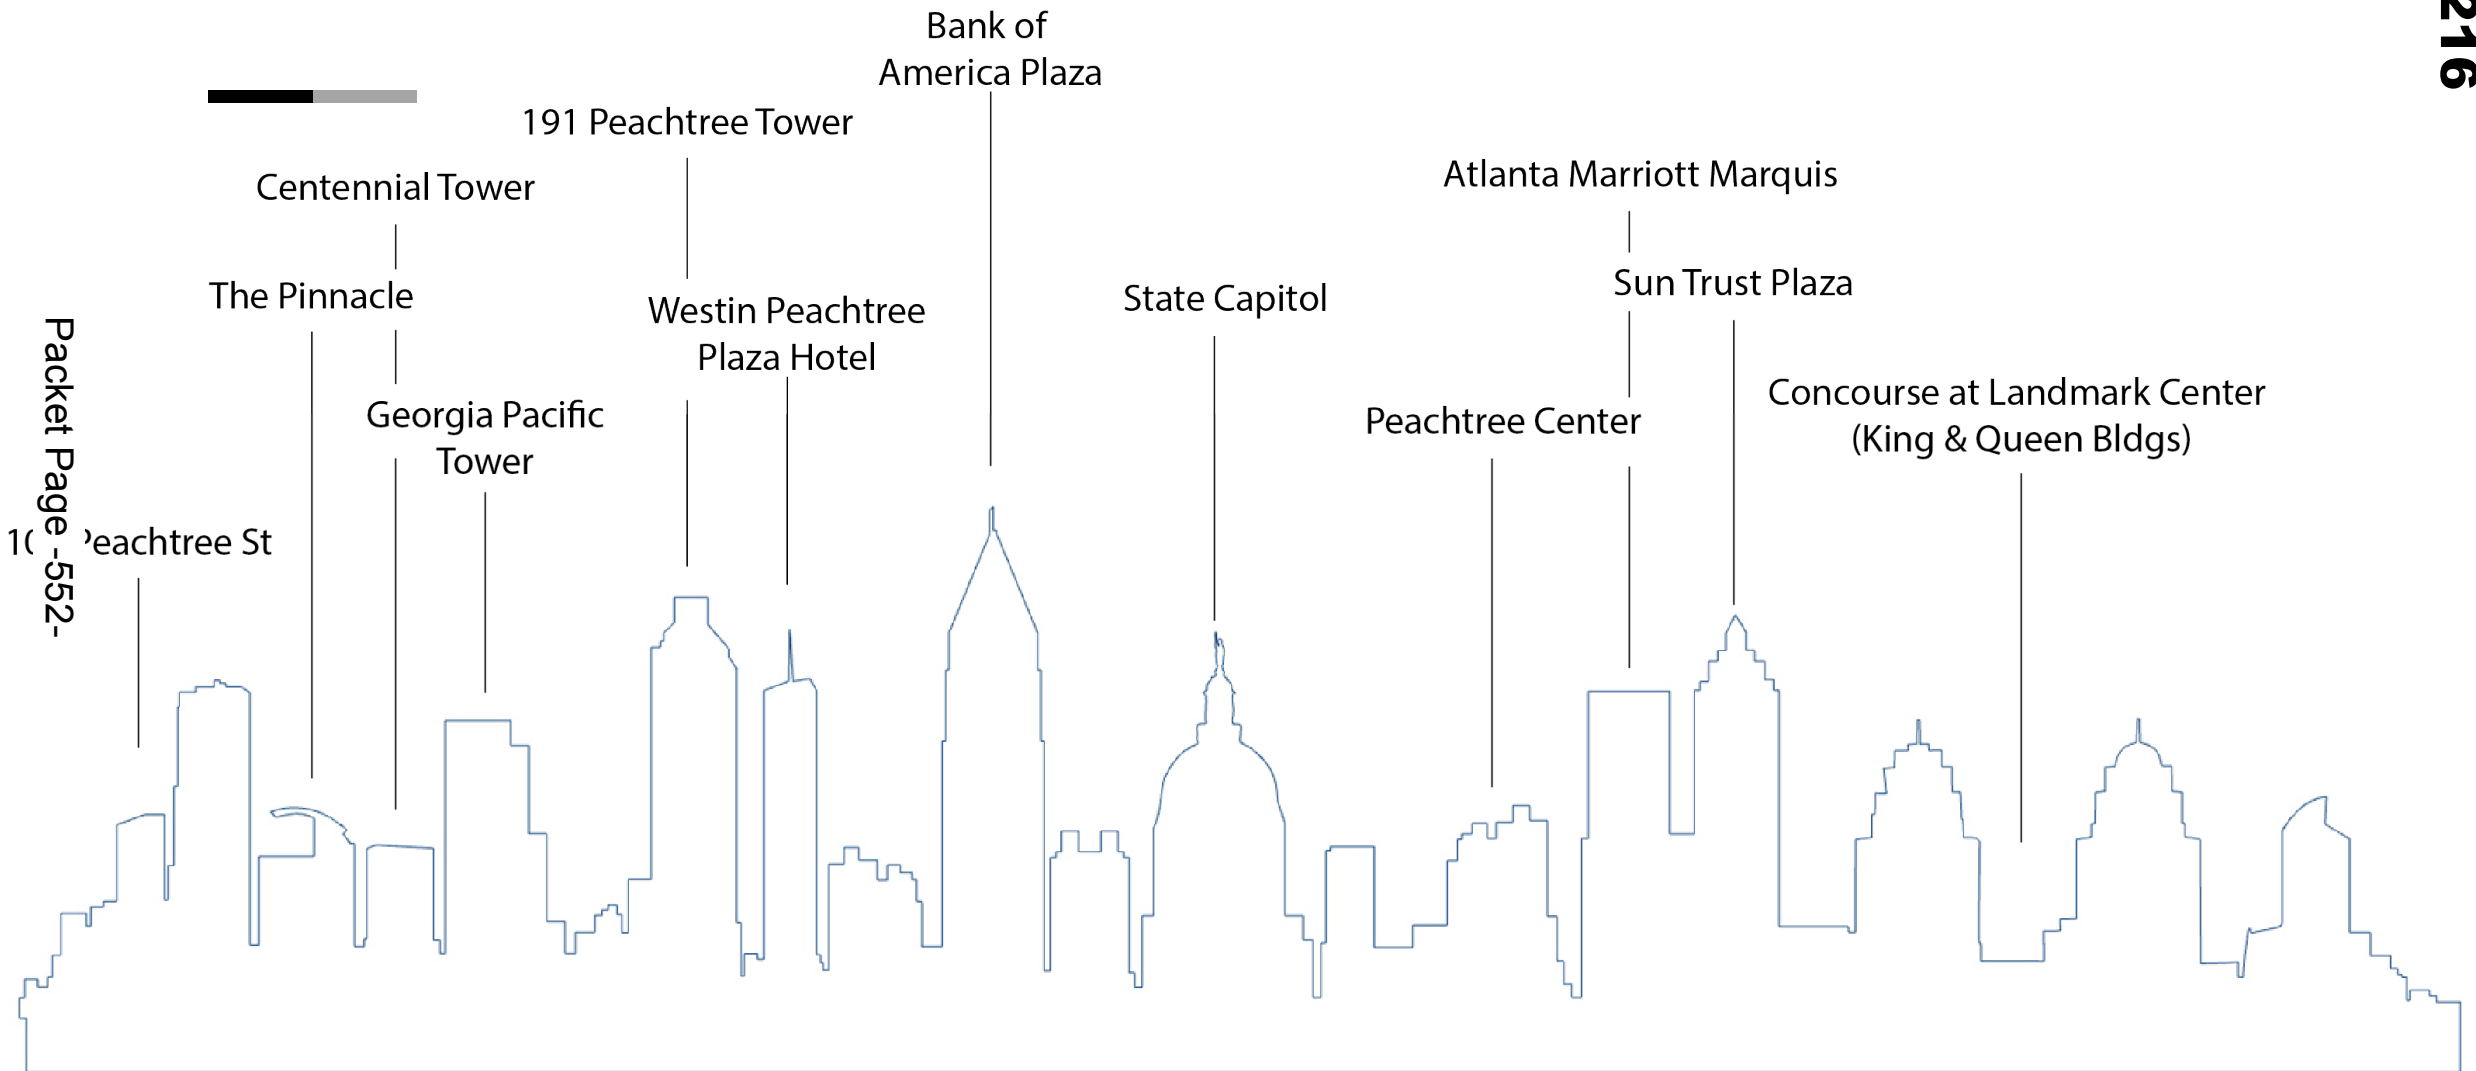 216
Bank of
America Plaza
191 Peachtree Tower
Centennial Tower
Atlanta Marriott Marquis
The Pinnacle
Westin Peachtree
Plaza Hotel
State Capitol
Sun Trust Plaza
Georgia Pacific
Tower
Peachtree Center
Concourse at Landmark Center
(King & Queen Bldgs)
Peachtree St
Packet Page -552-